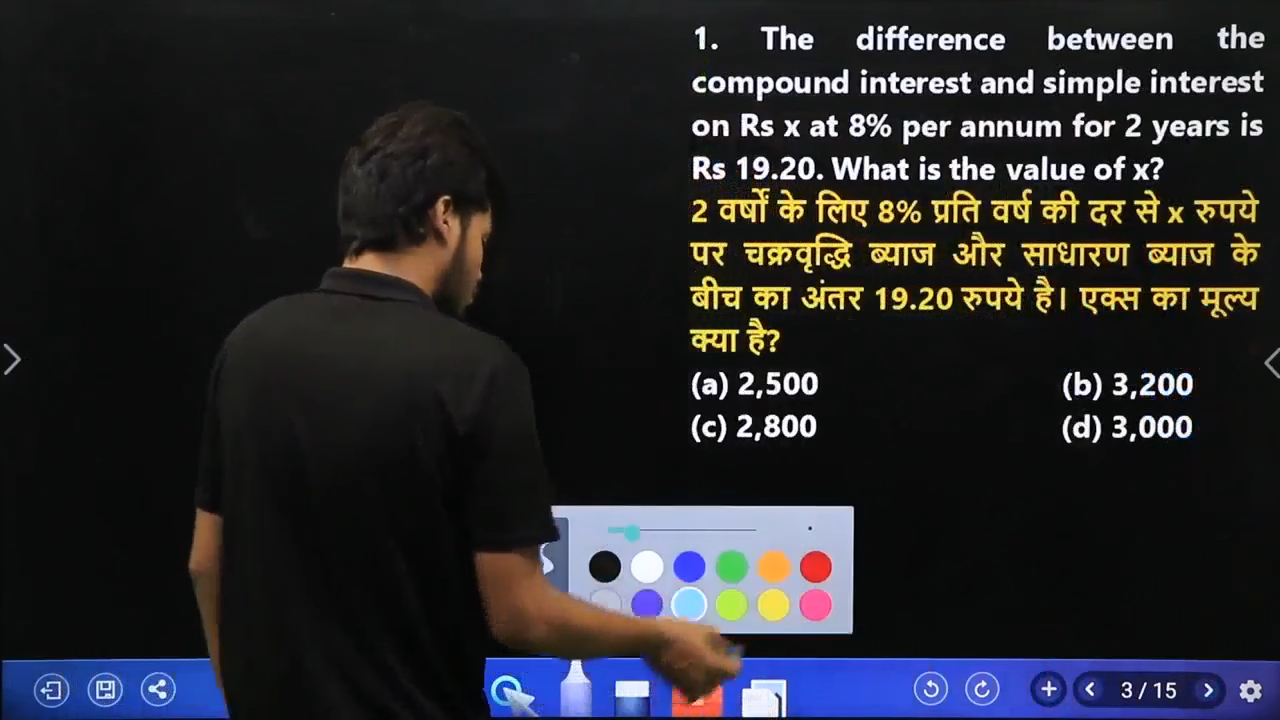 1. The difference between the
compound interest and simple interest
on Rs x at 8% per annum for 2 years is
Rs 19.20. What is the value of x?
2 वर्षों के लिए 8% प्रति वर्ष की दर से x रुपये
पर चक्रवृद्धि ब्याज और साधारण ब्याज के
बीच का अंतर 19.20 रुपये है। एक्स का मूल्य
क्या है?
(a) 2,500 (b) 3,200
(c) 2,800 (d) 3,000
3 / 15